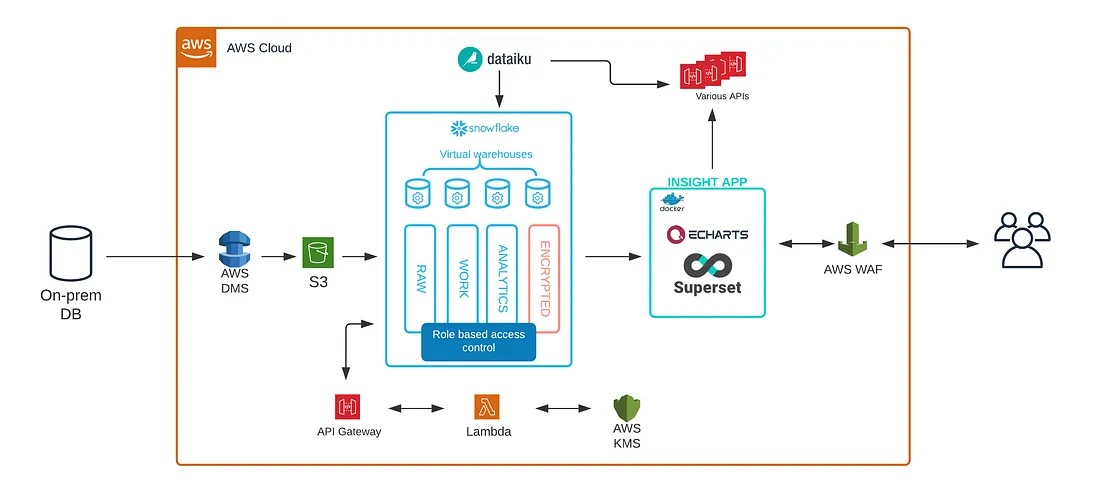 aws
AWS Cloud
dataiku
Various APIs
snowflake
Virtual warehouses
INSIGHT APP
docker
ECHARTS
Superset
RAW
WORK
ANALYTICS
ENCRYPTED
Role based access
control
On-prem
DB
AWS
DMS
S3
AWS WAF
API Gateway
Lambda
AWS
KMS